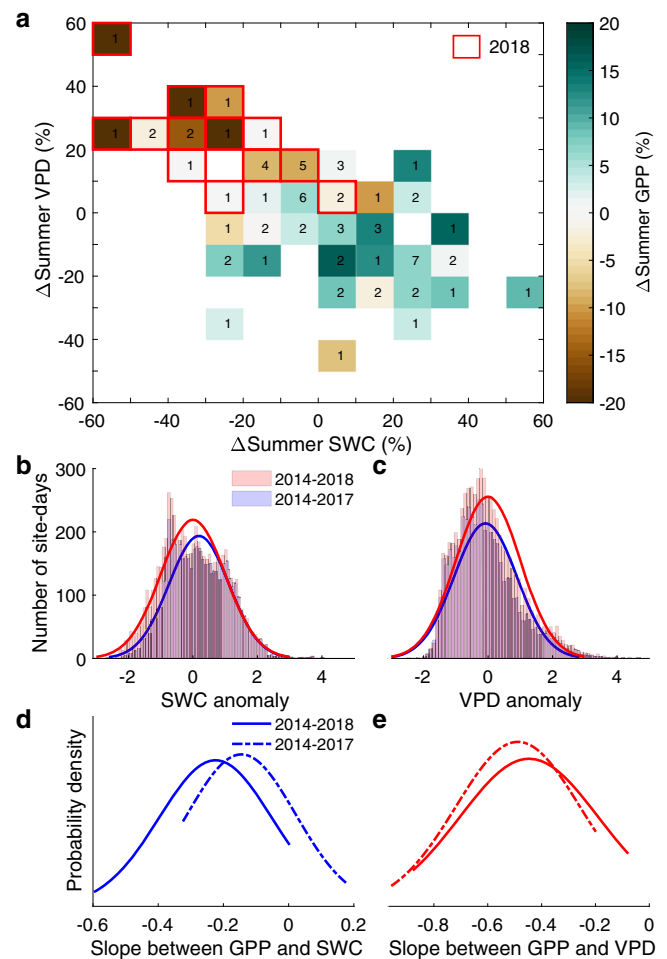 a
60
40
20
0
-20
-40
-60
ΔSummer VPD (%)
2018
1
1 1
1 2 2 1 1
1 4 5 3 1
1 1 6 2 1 2
1 2 2 3 3 1
2 1 2 1 7 2
2 2 2 1 1
1 1
1
-60 -40 -20 0 20 40 60
ΔSummer SWC (%)
20
15
10
5
0
-5
-10
-15
-20
ΔSummer GPP (%)
b
300
200
100
0
Number of site-days
2014-2018
2014-2017
-2 0 2 4
SWC anomaly
c
-2 0 2 4
VPD anomaly
d
Probability density
2014-2018
2014-2017
-0.6 -0.4 -0.2 0 0.2
Slope between GPP and SWC
e
-0.8 -0.6 -0.4 -0.2 0
Slope between GPP and VPD